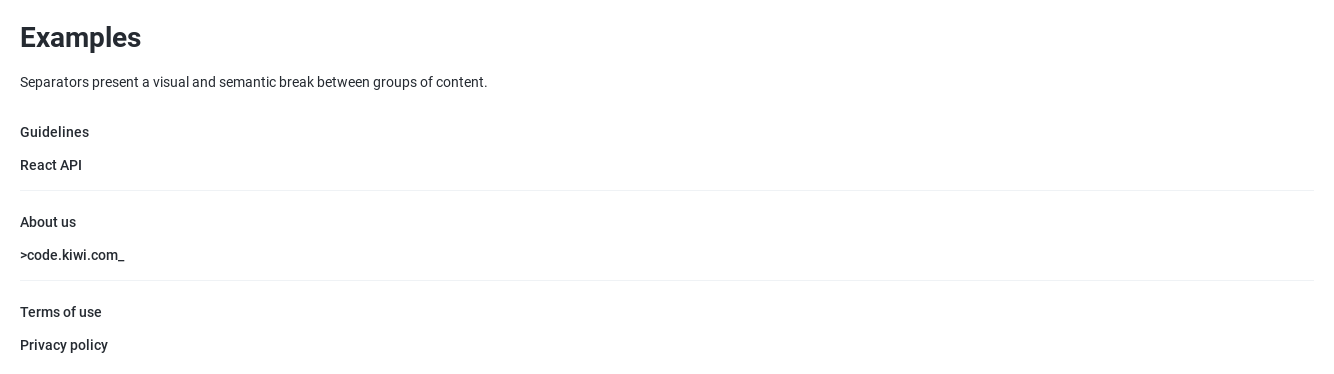 Examples
Separators present a visual and semantic break between groups of content.
Guidelines
React API
About us
>code.kiwi.com_
Terms of use
Privacy policy